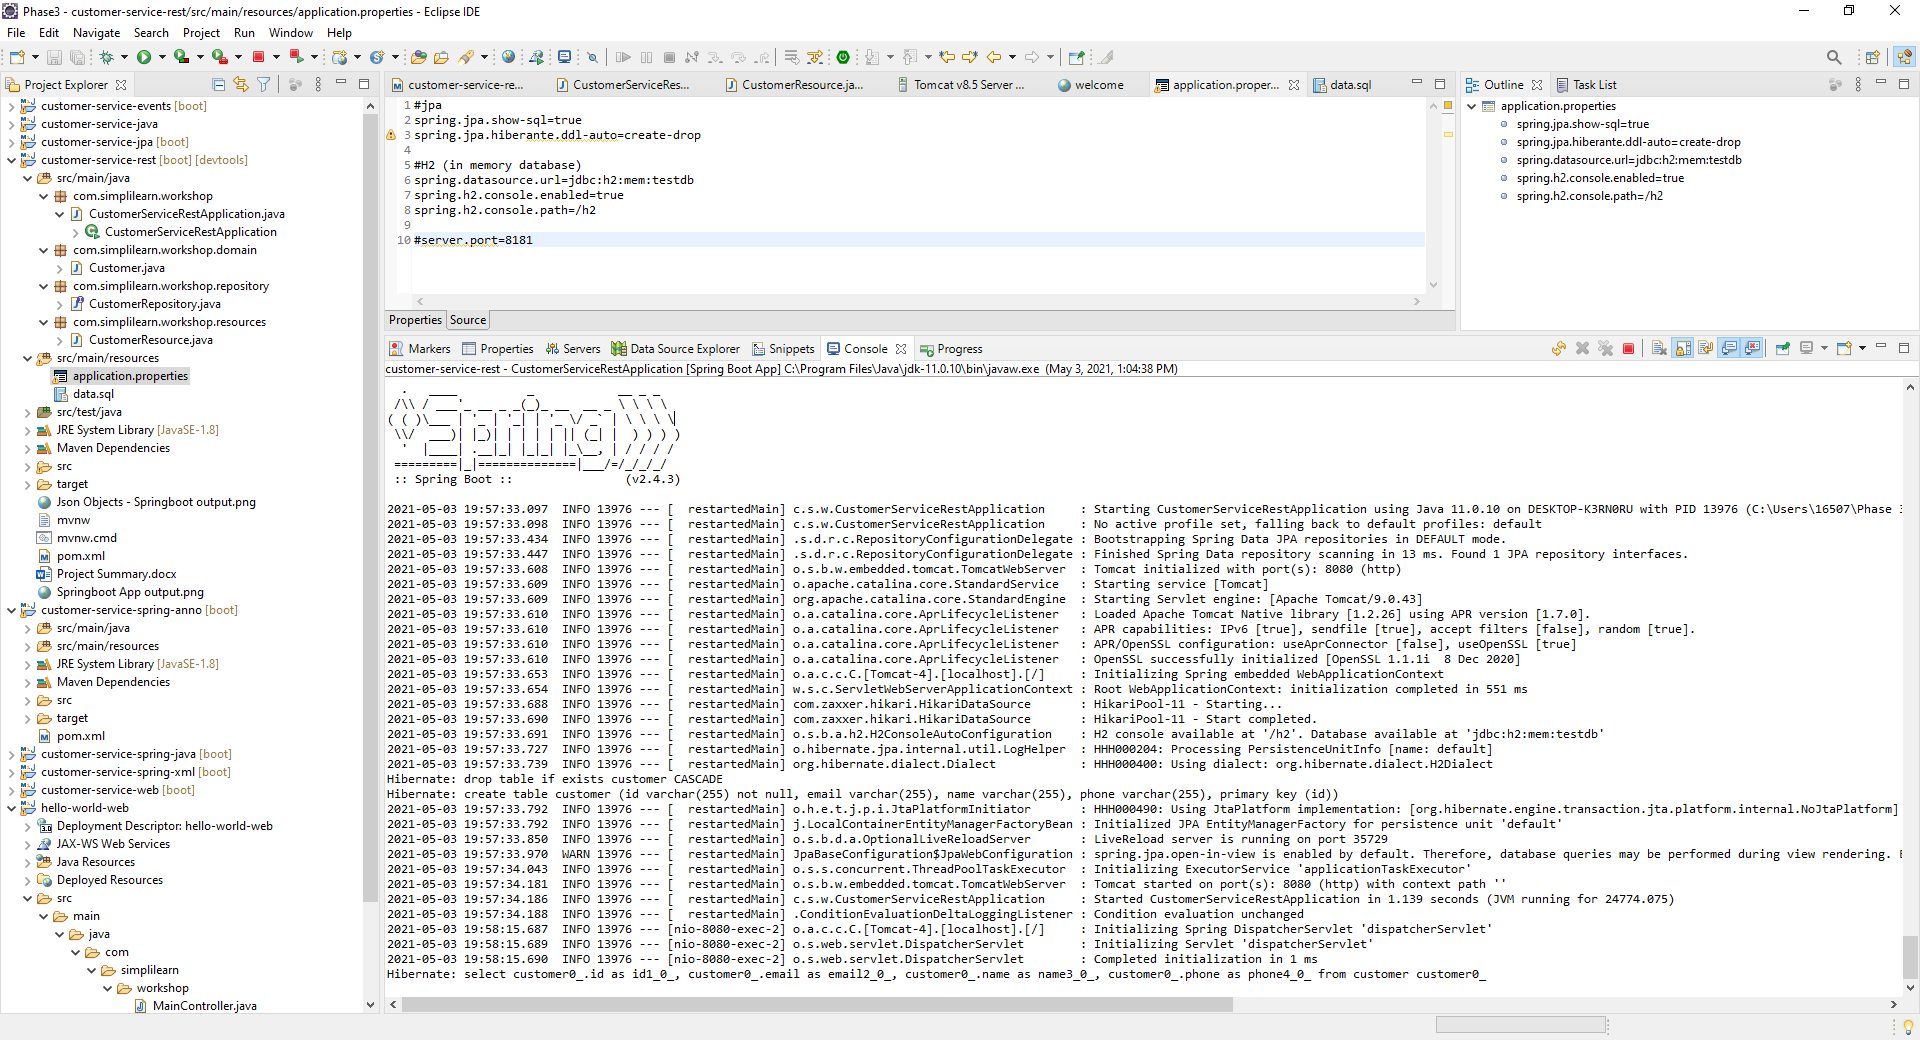 Phase3 - customer-service-rest/src/main/resources/application.properties - Eclipse IDE
File Edit Navigate Search Project Run Window Help
Project Explorer
customer-service-events [boot]
customer-service-java
customer-service-jpa [boot]
customer-service-rest [boot] [devtools]
src/main/java
com.simplilearn.workshop
CustomerServiceRestApplication.java
CustomerServiceRestApplication
com.simplilearn.workshop.domain
Customer.java
com.simplilearn.workshop.repository
CustomerRepository.java
com.simplilearn.workshop.resources
CustomerResource.java
src/main/resources
application.properties
data.sql
src/test/java
JRE System Library [JavaSE-1.8]
Maven Dependencies
src
target
Json Objects - Springboot output.png
mvnw
mvnw.cmd
pom.xml
Project Summary.docx
Springboot App output.png
customer-service-spring-anno [boot]
src/main/java
src/main/resources
JRE System Library [JavaSE-1.8]
Maven Dependencies
src
target
pom.xml
customer-service-spring-java [boot]
customer-service-spring-xml [boot]
customer-service-web [boot]
hello-world-web
Deployment Descriptor: hello-world-web
JAX-WS Web Services
Java Resources
Deployed Resources
src
main
java
com
simplilearn
workshop
MainController.java
customer-service-re... CustomerServiceRes... CustomerResource.ja... Tomcat v8.5 Server ... welcome application.proper... data.sql
1 #jpa
2 spring.jpa.show-sql=true
3 spring.jpa.hiberante.ddl-auto=create-drop
4
5 #H2 (in memory database)
6 spring.datasource.url=jdbc:h2:mem:testdb
7 spring.h2.console.enabled=true
8 spring.h2.console.path=/h2
9
10 #server.port=8181
Properties Source
Outline Task List
application.properties
spring.jpa.show-sql=true
spring.jpa.hiberante.ddl-auto=create-drop
spring.datasource.url=jdbc:h2:mem:testdb
spring.h2.console.enabled=true
spring.h2.console.path=/h2
Markers Properties Servers Data Source Explorer Snippets Console Progress
customer-service-rest - CustomerServiceRestApplication [Spring Boot App] C:\Program Files\Java\jdk-11.0.10\bin\javaw.exe (May 3, 2021, 1:04:38 PM)
  .   ____          _            __ _ _
 /\\ / ___'_ __ _ _(_)_ __  __ _ \ \ \ \
( ( )\___ | '_ | '_| | '_ \/ _` | \ \ \ \
 \\/  ___)| |_)| | | | | || (_| |  ) ) ) )
  '  |____| .__|_| |_|_| |_\__, | / / / /
 =========|_|==============|___/=/_/_/_/
 :: Spring Boot ::                (v2.4.3)
2021-05-03 19:57:33.097  INFO 13976 --- [  restartedMain] c.s.w.CustomerServiceRestApplication     : Starting CustomerServiceRestApplication using Java 11.0.10 on DESKTOP-K3RN0RU with PID 13976 (C:\Users\16507\Phase 3
2021-05-03 19:57:33.098  INFO 13976 --- [  restartedMain] c.s.w.CustomerServiceRestApplication     : No active profile set, falling back to default profiles: default
2021-05-03 19:57:33.434  INFO 13976 --- [  restartedMain] .s.d.r.c.RepositoryConfigurationDelegate : Bootstrapping Spring Data JPA repositories in DEFAULT mode.
2021-05-03 19:57:33.447  INFO 13976 --- [  restartedMain] .s.d.r.c.RepositoryConfigurationDelegate : Finished Spring Data repository scanning in 13 ms. Found 1 JPA repository interfaces.
2021-05-03 19:57:33.608  INFO 13976 --- [  restartedMain] o.s.b.w.embedded.tomcat.TomcatWebServer  : Tomcat initialized with port(s): 8080 (http)
2021-05-03 19:57:33.609  INFO 13976 --- [  restartedMain] o.apache.catalina.core.StandardService   : Starting service [Tomcat]
2021-05-03 19:57:33.609  INFO 13976 --- [  restartedMain] org.apache.catalina.core.StandardEngine  : Starting Servlet engine: [Apache Tomcat/9.0.43]
2021-05-03 19:57:33.610  INFO 13976 --- [  restartedMain] o.a.catalina.core.AprLifecycleListener   : Loaded Apache Tomcat Native library [1.2.26] using APR version [1.7.0].
2021-05-03 19:57:33.610  INFO 13976 --- [  restartedMain] o.a.catalina.core.AprLifecycleListener   : APR capabilities: IPv6 [true], sendfile [true], accept filters [false], random [true].
2021-05-03 19:57:33.610  INFO 13976 --- [  restartedMain] o.a.catalina.core.AprLifecycleListener   : APR/OpenSSL configuration: useAprConnector [false], useOpenSSL [true]
2021-05-03 19:57:33.610  INFO 13976 --- [  restartedMain] o.a.catalina.core.AprLifecycleListener   : OpenSSL successfully initialized [OpenSSL 1.1.1i  8 Dec 2020]
2021-05-03 19:57:33.653  INFO 13976 --- [  restartedMain] o.a.c.c.C.[Tomcat-4].[localhost].[/]     : Initializing Spring embedded WebApplicationContext
2021-05-03 19:57:33.654  INFO 13976 --- [  restartedMain] w.s.c.ServletWebServerApplicationContext : Root WebApplicationContext: initialization completed in 551 ms
2021-05-03 19:57:33.688  INFO 13976 --- [  restartedMain] com.zaxxer.hikari.HikariDataSource       : HikariPool-11 - Starting...
2021-05-03 19:57:33.690  INFO 13976 --- [  restartedMain] com.zaxxer.hikari.HikariDataSource       : HikariPool-11 - Start completed.
2021-05-03 19:57:33.691  INFO 13976 --- [  restartedMain] o.s.b.a.h2.H2ConsoleAutoConfiguration    : H2 console available at '/h2'. Database available at 'jdbc:h2:mem:testdb'
2021-05-03 19:57:33.727  INFO 13976 --- [  restartedMain] o.hibernate.jpa.internal.util.LogHelper  : HHH000204: Processing PersistenceUnitInfo [name: default]
2021-05-03 19:57:33.739  INFO 13976 --- [  restartedMain] org.hibernate.dialect.Dialect            : HHH000400: Using dialect: org.hibernate.dialect.H2Dialect
Hibernate: drop table if exists customer CASCADE
Hibernate: create table customer (id varchar(255) not null, email varchar(255), name varchar(255), phone varchar(255), primary key (id))
2021-05-03 19:57:33.792  INFO 13976 --- [  restartedMain] o.h.e.t.j.p.i.JtaPlatformInitiator       : HHH000490: Using JtaPlatform implementation: [org.hibernate.engine.transaction.jta.platform.internal.NoJtaPlatform]
2021-05-03 19:57:33.792  INFO 13976 --- [  restartedMain] j.LocalContainerEntityManagerFactoryBean : Initialized JPA EntityManagerFactory for persistence unit 'default'
2021-05-03 19:57:33.850  INFO 13976 --- [  restartedMain] o.s.b.d.a.OptionalLiveReloadServer       : LiveReload server is running on port 35729
2021-05-03 19:57:33.970  WARN 13976 --- [  restartedMain] JpaBaseConfiguration$JpaWebConfiguration : spring.jpa.open-in-view is enabled by default. Therefore, database queries may be performed during view rendering. E
2021-05-03 19:57:34.043  INFO 13976 --- [  restartedMain] o.s.s.concurrent.ThreadPoolTaskExecutor  : Initializing ExecutorService 'applicationTaskExecutor'
2021-05-03 19:57:34.181  INFO 13976 --- [  restartedMain] o.s.b.w.embedded.tomcat.TomcatWebServer  : Tomcat started on port(s): 8080 (http) with context path ''
2021-05-03 19:57:34.186  INFO 13976 --- [  restartedMain] c.s.w.CustomerServiceRestApplication     : Started CustomerServiceRestApplication in 1.139 seconds (JVM running for 24774.075)
2021-05-03 19:57:34.188  INFO 13976 --- [  restartedMain] .ConditionEvaluationDeltaLoggingListener : Condition evaluation unchanged
2021-05-03 19:58:15.687  INFO 13976 --- [nio-8080-exec-2] o.a.c.c.C.[Tomcat-4].[localhost].[/]     : Initializing Spring DispatcherServlet 'dispatcherServlet'
2021-05-03 19:58:15.689  INFO 13976 --- [nio-8080-exec-2] o.s.web.servlet.DispatcherServlet        : Initializing Servlet 'dispatcherServlet'
2021-05-03 19:58:15.690  INFO 13976 --- [nio-8080-exec-2] o.s.web.servlet.DispatcherServlet        : Completed initialization in 1 ms
Hibernate: select customer0_.id as id1_0_, customer0_.email as email2_0_, customer0_.name as name3_0_, customer0_.phone as phone4_0_ from customer customer0_